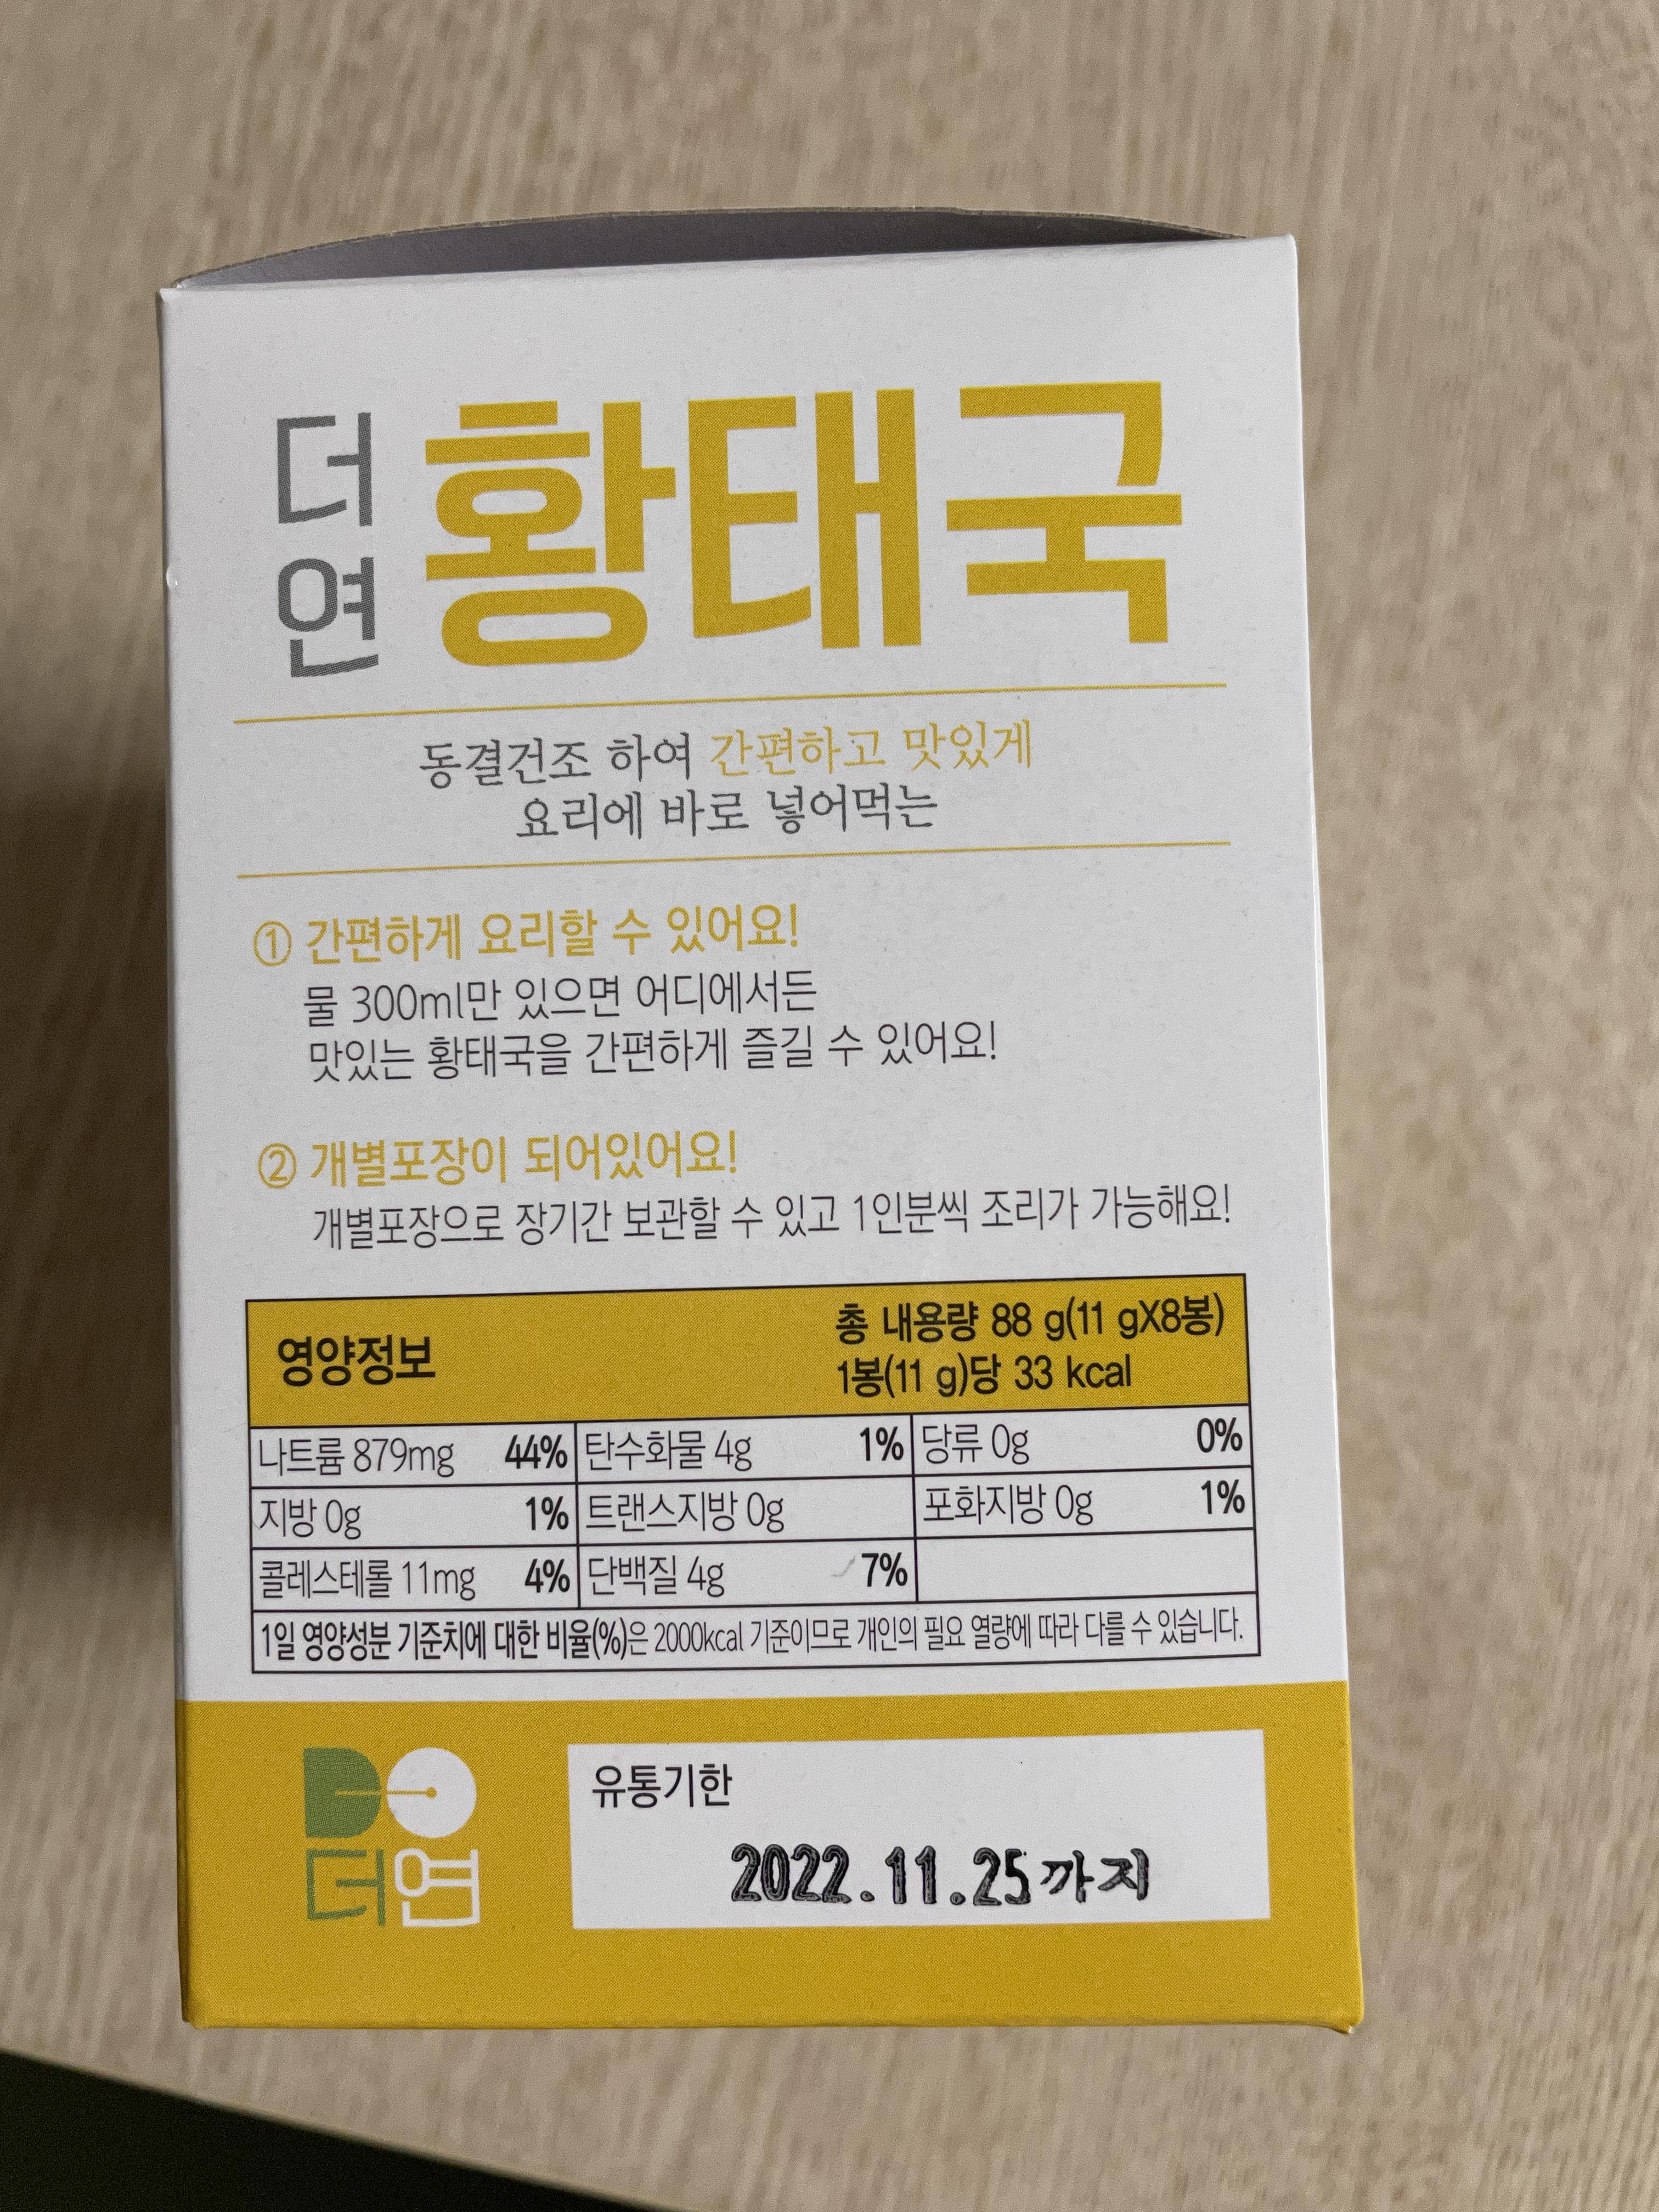 더연 황태국
동결건조 하여 간편하고 맛있게
요리에 바로 넣어먹는
① 간편하게 요리할 수 있어요!
물 300ml만 있으면 어디에서든
맛있는 황태국을 간편하게 즐길 수 있어요!
② 개별포장이 되어있어요!
개별포장으로 장기간 보관할 수 있고 1인분씩 조리가 가능해요!
영양정보
총 내용량 88 g(11 gX8봉)
1봉(11 g)당 33 kcal
나트륨 879mg 44% 탄수화물 4g 1% 당류 0g 0%
지방 0g 1% 트랜스지방 0g 포화지방 0g 1%
콜레스테롤 11mg 4% 단백질 4g 7%
1일 영양성분 기준치에 대한 비율(%)은 2000kcal 기준이므로 개인의 필요 열량에 따라 다를 수 있습니다.
더연
유통기한
2022.11.25까지